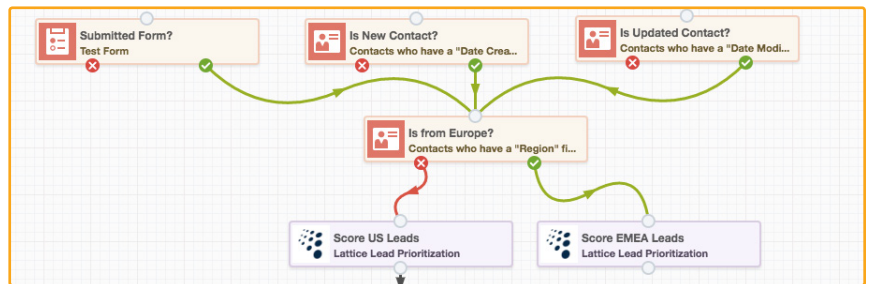 Submitted Form?
Test Form
Is New Contact?
Contacts who have a "Date Crea...
Is Updated Contact?
Contacts who have a "Date Modi...
Is from Europe?
Contacts who have a "Region" fi...
Score US Leads
Lattice Lead Prioritization
Score EMEA Leads
Lattice Lead Prioritization